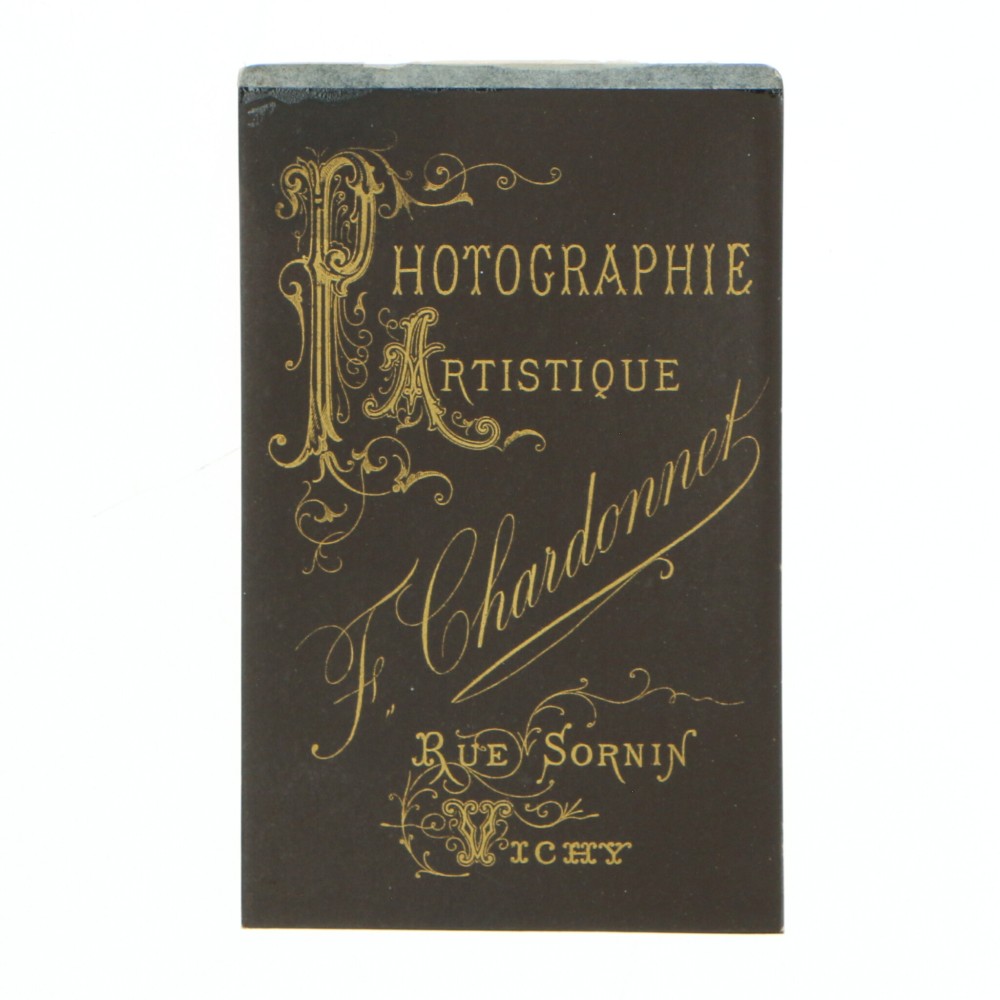 PHOTOGRAPHIE
ARTISTIQUE
F. Chardonnet
RUE SORNIN
VICHY